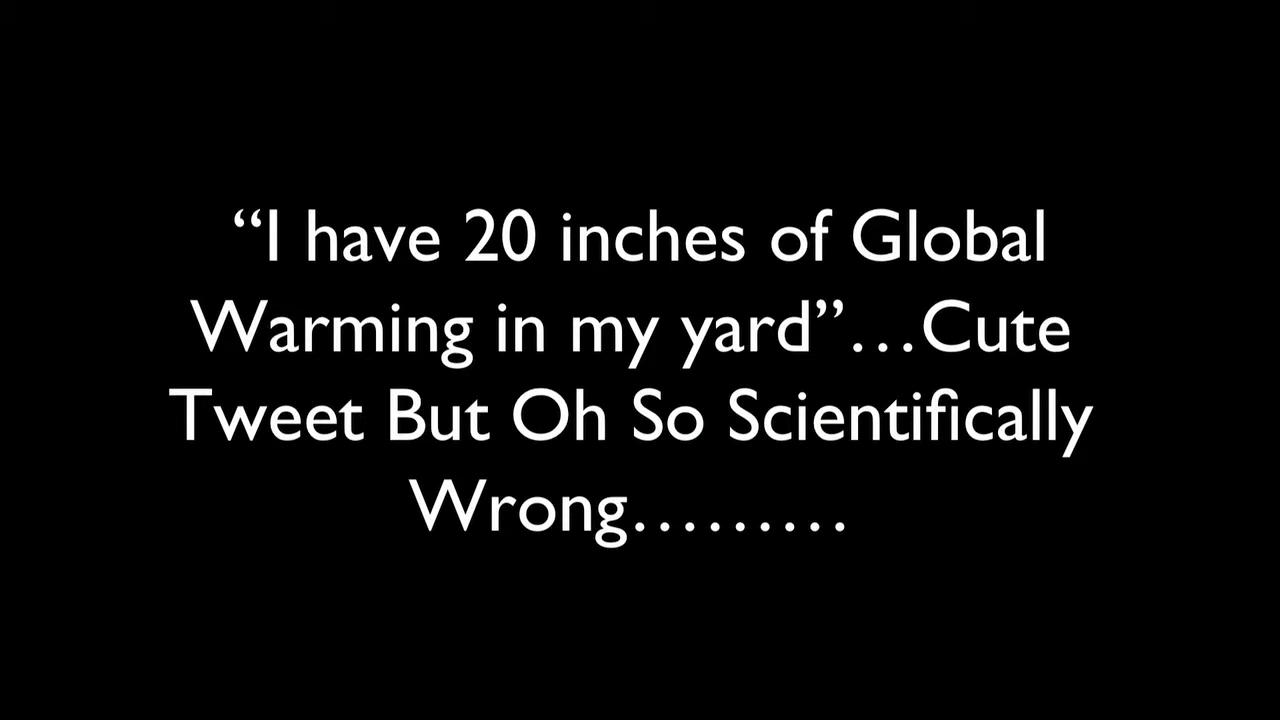 “I have 20 inches of Global
Warming in my yard”…Cute
Tweet But Oh So Scientifically
Wrong………